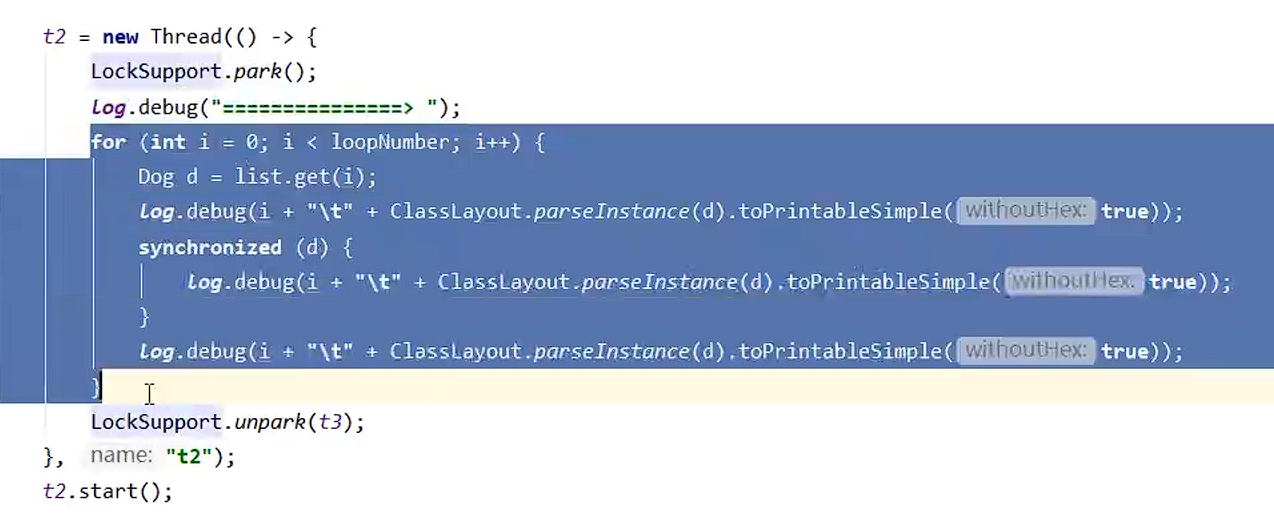 t2 = new Thread(() -> {
LockSupport.park();
log.debug("===============> ");
for (int i = 0; i < loopNumber; i++) {
Dog d = list.get(i);
log.debug(i + "\t" + ClassLayout.parseInstance(d).toPrintableSimple( withoutHex: true));
synchronized (d) {
log.debug(i + "\t" + ClassLayout.parseInstance(d).toPrintableSimple( withoutHex: true));
}
log.debug(i + "\t" + ClassLayout.parseInstance(d).toPrintableSimple( withoutHex: true));
}
LockSupport.unpark(t3);
}, name: "t2");
t2.start();